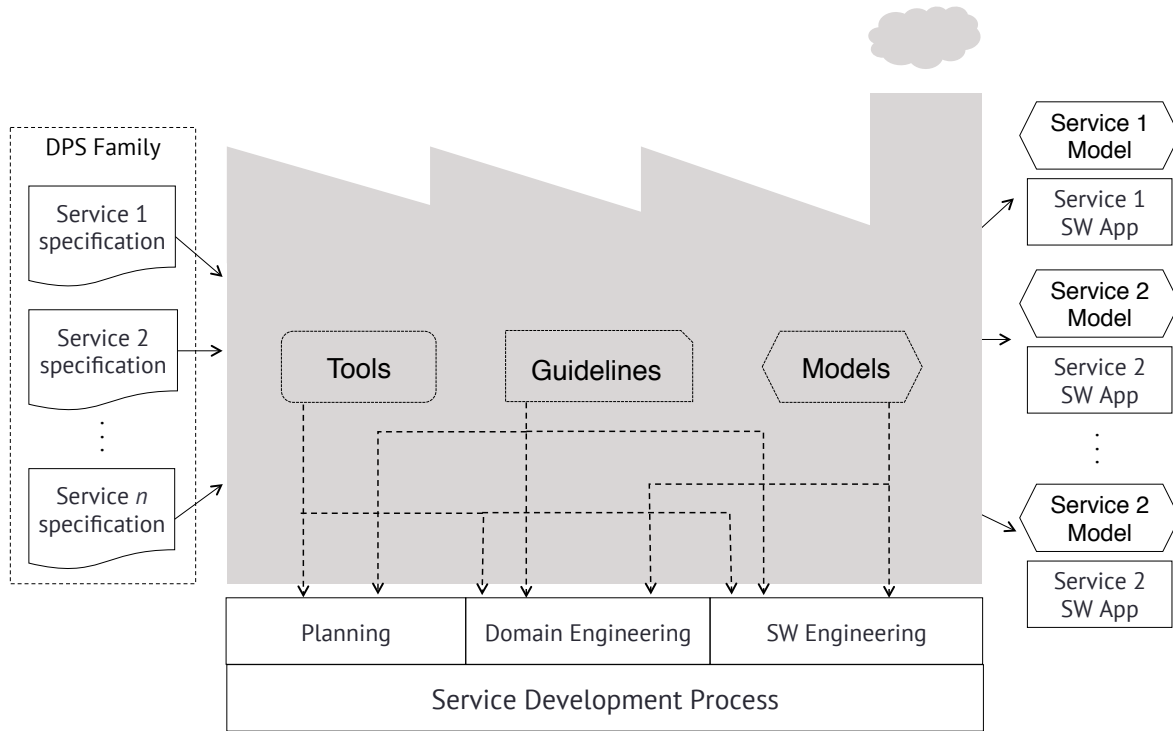 DPS Family
Service 1
specification
Service 2
specification
Service n
specification
Tools
Guidelines
Models
Planning
Domain Engineering
SW Engineering
Service Development Process
Service 1
Model
Service 1
SW App
Service 2
Model
Service 2
SW App
Service 2
Model
Service 2
SW App